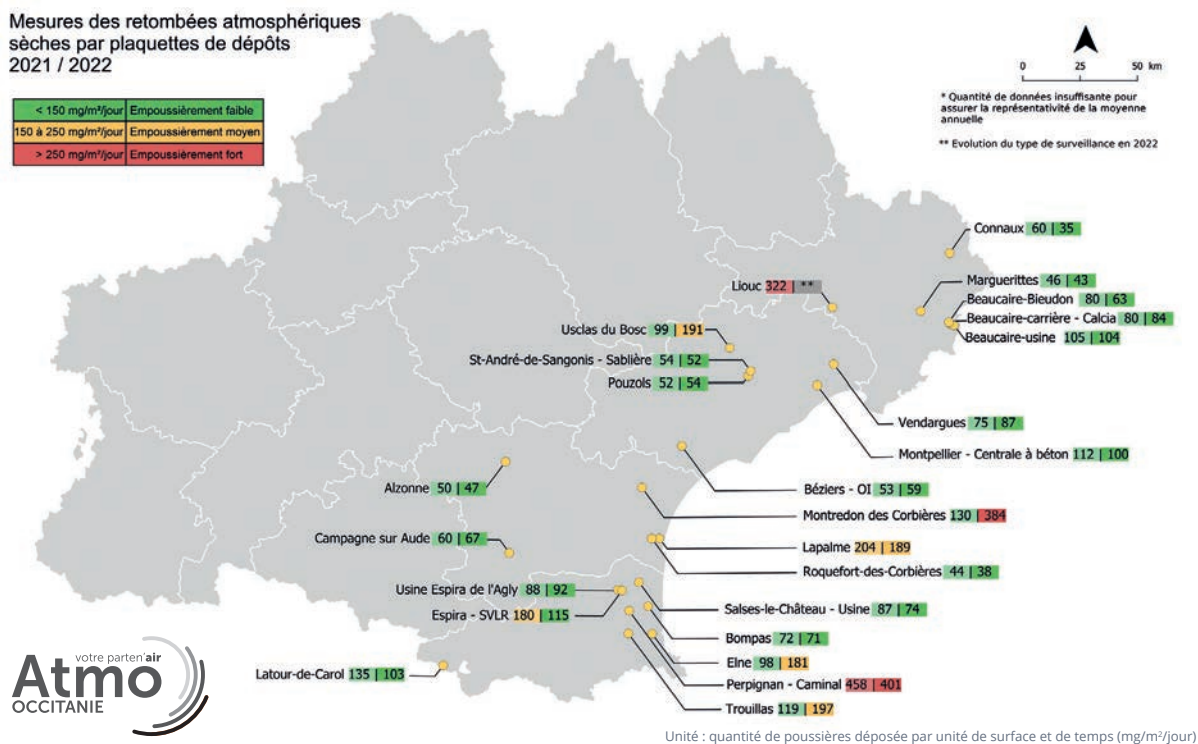 Mesures des retombées atmosphériques
sèches par plaquettes de dépôts
2021 / 2022
< 150 mg/m²/jour Empoussièrement faible
150 à 250 mg/m²/jour Empoussièrement moyen
> 250 mg/m²/jour Empoussièrement fort
0 25 50 km
* Quantité de données insuffisante pour
assurer la représentativité de la moyenne
annuelle
** Evolution du type de surveillance en 2022
Connaux 60 | 35
Marguerittes 46 | 43
Liouc 322 | **
Beaucaire-Bieudon 80 | 63
Beaucaire-carrière - Calcia 80 | 84
Beaucaire-usine 105 | 104
Usclas du Bosc 99 | 191
St-André-de-Sangonis - Sablière 54 | 52
Pouzols 52 | 54
Vendargues 75 | 87
Montpellier - Centrale à béton 112 | 100
Alzonne 50 | 47
Béziers - OI 53 | 59
Montredon des Corbières 130 | 384
Campagne sur Aude 60 | 67
Lapalme 204 | 189
Roquefort-des-Corbières 44 | 38
Usine Espira de l'Agly 88 | 92
Espira - SVLR 180 | 115
Salses-le-Château - Usine 87 | 74
Bompas 72 | 71
Elne 98 | 181
Latour-de-Carol 135 | 103
Perpignan - Caminal 458 | 401
Trouillas 119 | 197
votre parten'air
Atmo
OCCITANIE
Unité : quantité de poussières déposée par unité de surface et de temps (mg/m²/jour)